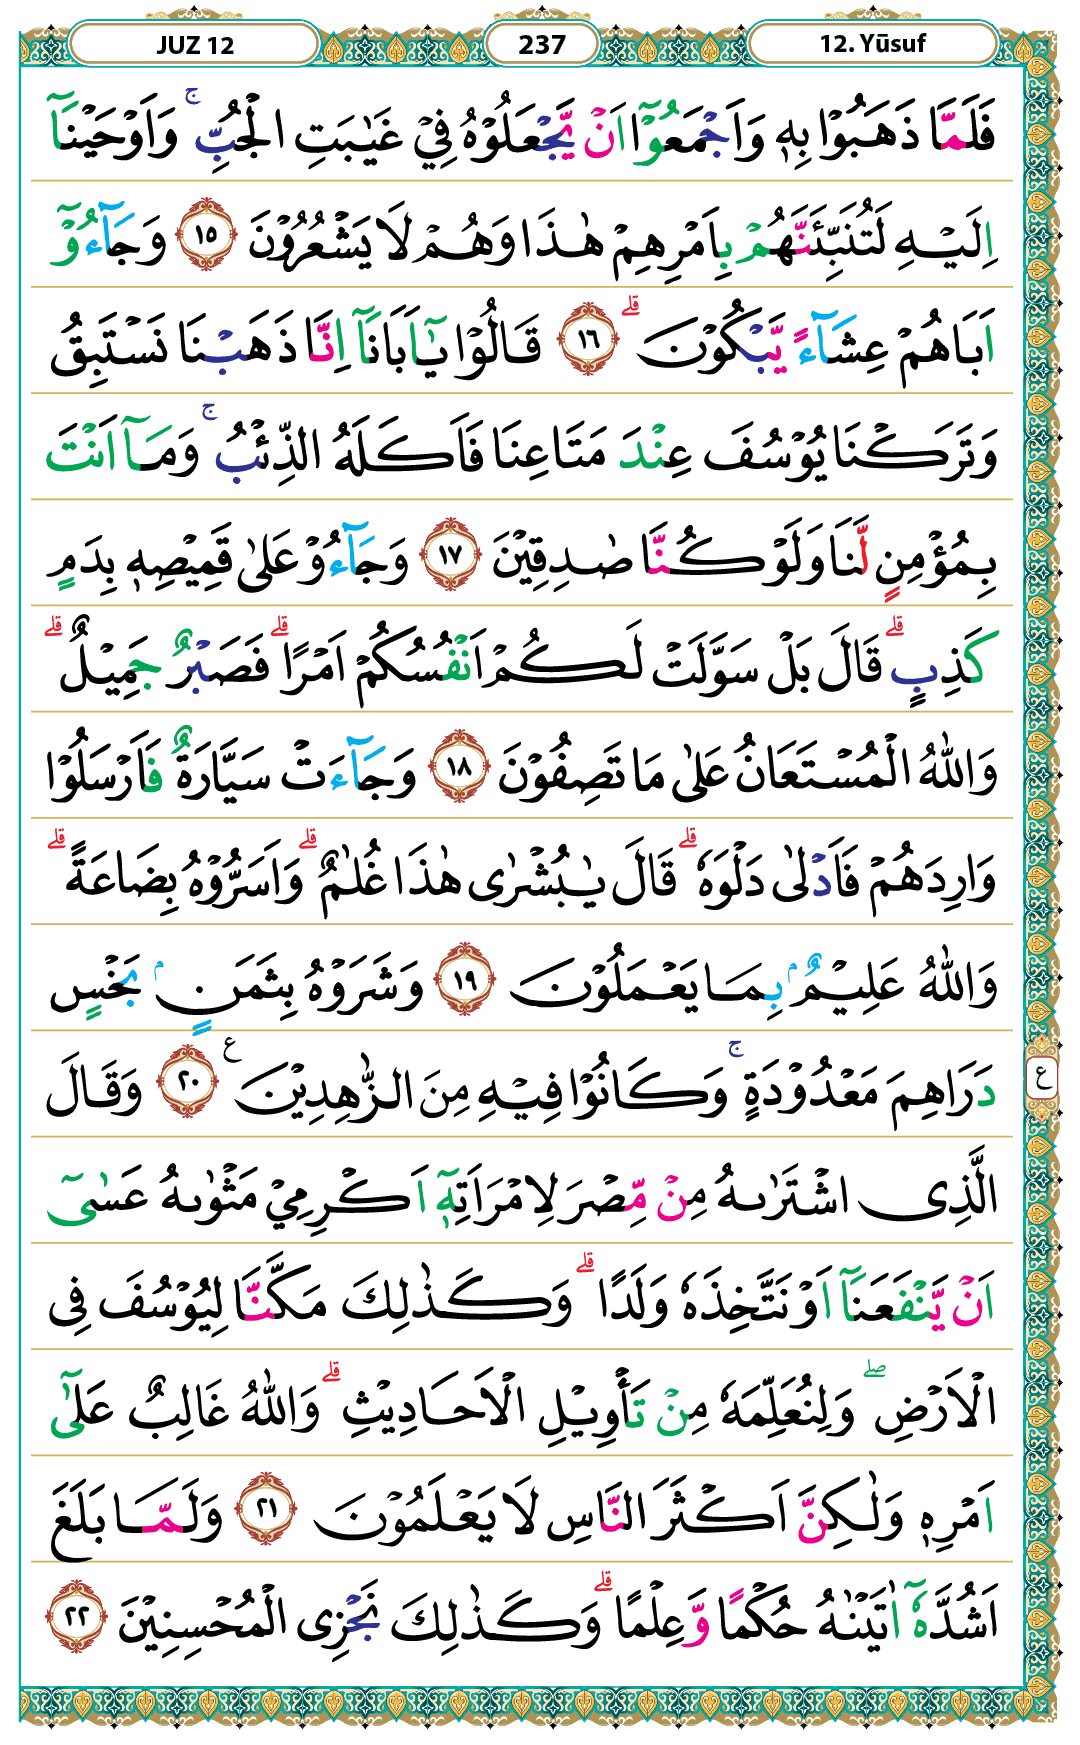 JUZ 12
237
12. Yūsuf
فَلَمَّا ذَهَبُوْا بِهٖ وَاَجْمَعُوْٓا اَنْ يَّجْعَلُوْهُ فِيْ غَيٰبَتِ الْجُبِّۚ وَاَوْحَيْنَآ
اِلَيْهِ لَتُنَبِّئَنَّهُمْ بِاَمْرِهِمْ هٰذَا وَهُمْ لَا يَشْعُرُوْنَ ١٥ وَجَآءُوْٓ
اَبَاهُمْ عِشَآءً يَّبْكُوْنَۗ ١٦ قَالُوْا يٰٓاَبَانَآ اِنَّا ذَهَبْنَا نَسْتَبِقُ
وَتَرَكْنَا يُوْسُفَ عِنْدَ مَتَاعِنَا فَاَكَلَهُ الذِّئْبُۚ وَمَآ اَنْتَ
بِمُؤْمِنٍ لَّنَا وَلَوْ كُنَّا صٰدِقِيْنَ ١٧ وَجَآءُوْ عَلٰى قَمِيْصِهٖ بِدَمٍ
كَذِبٍۗ قَالَ بَلْ سَوَّلَتْ لَكُمْ اَنْفُسُكُمْ اَمْرًاۗ فَصَبْرٌ جَمِيْلٌۗ
وَاللّٰهُ الْمُسْتَعَانُ عَلٰى مَا تَصِفُوْنَ ١٨ وَجَآءَتْ سَيَّارَةٌ فَاَرْسَلُوْا
وَارِدَهُمْ فَاَدْلٰى دَلْوَهٗۗ قَالَ يٰبُشْرٰى هٰذَا غُلٰمٌۗ وَاَسَرُّوْهُ بِضَاعَةًۗ
وَاللّٰهُ عَلِيْمٌۢ بِمَا يَعْمَلُوْنَ ١٩ وَشَرَوْهُ بِثَمَنٍۢ بَخْسٍ
دَرَاهِمَ مَعْدُوْدَةٍۚ وَكَانُوْا فِيْهِ مِنَ الزّٰهِدِيْنَ ع ٢٠ وَقَالَ
ع
الَّذِى اشْتَرٰىهُ مِنْ مِّصْرَ لِامْرَاَتِهٖٓ اَكْرِمِيْ مَثْوٰىهُ عَسٰىٓ
اَنْ يَّنْفَعَنَآ اَوْ نَتَّخِذَهٗ وَلَدًاۗ وَكَذٰلِكَ مَكَّنَّا لِيُوْسُفَ فِى
الْاَرْضِۖ وَلِنُعَلِّمَهٗ مِنْ تَأْوِيْلِ الْاَحَادِيْثِۗ وَاللّٰهُ غَالِبٌ عَلٰٓى
اَمْرِهٖ وَلٰكِنَّ اَكْثَرَ النَّاسِ لَا يَعْلَمُوْنَ ٢١ وَلَمَّا بَلَغَ
اَشُدَّهٗٓ اٰتَيْنٰهُ حُكْمًا وَّعِلْمًاۗ وَكَذٰلِكَ نَجْزِى الْمُحْسِنِيْنَ ٢٢